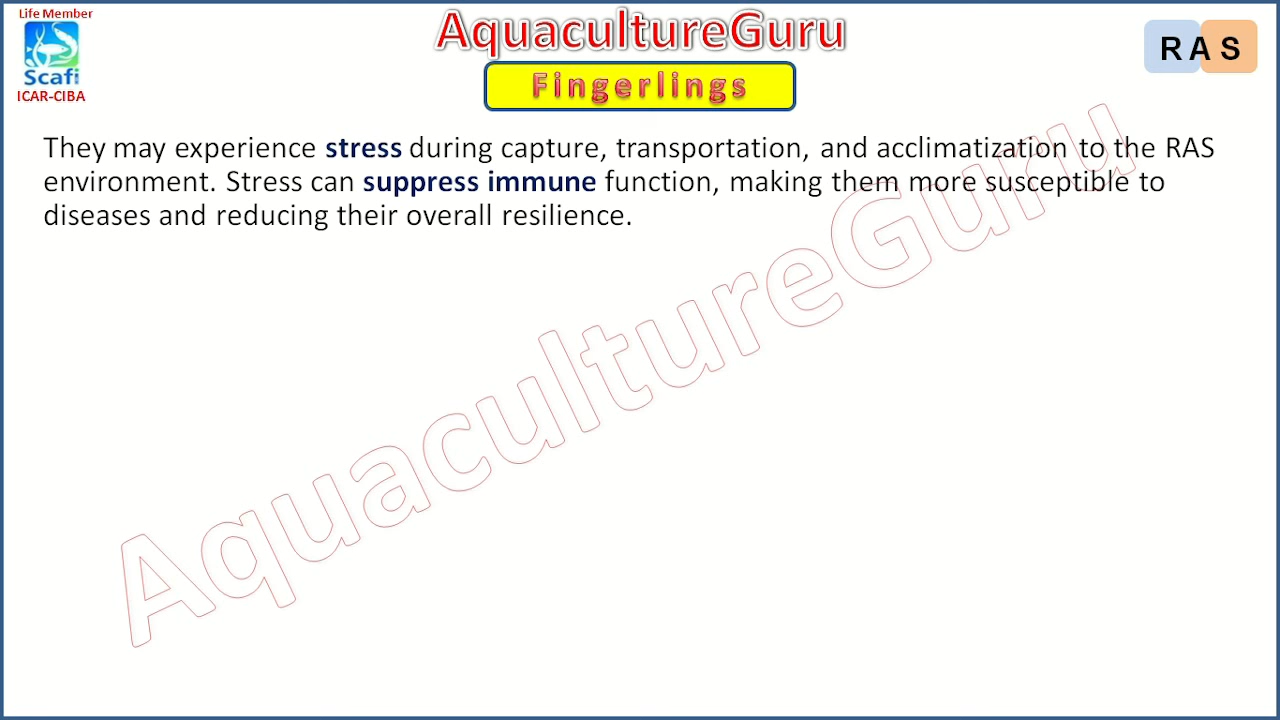 Life Member
AquacultureGuru
RAS
Scafi
ICAR-CIBA
Fingerlings
They may experience stress during capture, transportation, and acclimatization to the RAS
environment. Stress can suppress immune function, making them more susceptible to
diseases and reducing their overall resilience.
AquacultureGuru